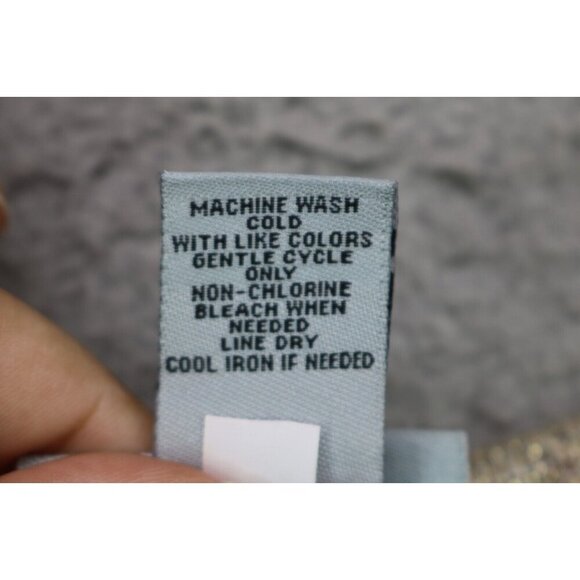 MACHINE WASH
COLD
WITH LIKE COLORS
GENTLE CYCLE
ONLY
NON-CHLORINE
BLEACH WHEN
NEEDED
LINE DRY
COOL IRON IF NEEDED